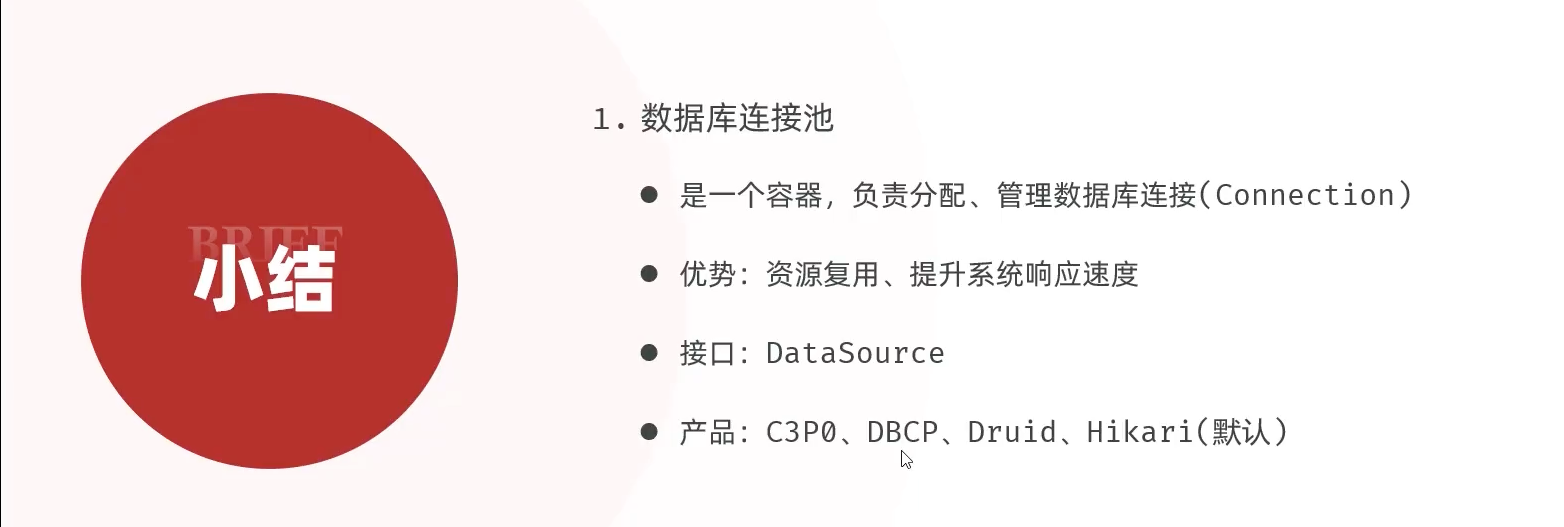 BRIEF
小结
1. 数据库连接池
● 是一个容器，负责分配、管理数据库连接(Connection)
● 优势：资源复用、提升系统响应速度
● 接口：DataSource
● 产品：C3P0、DBCP、Druid、Hikari(默认)